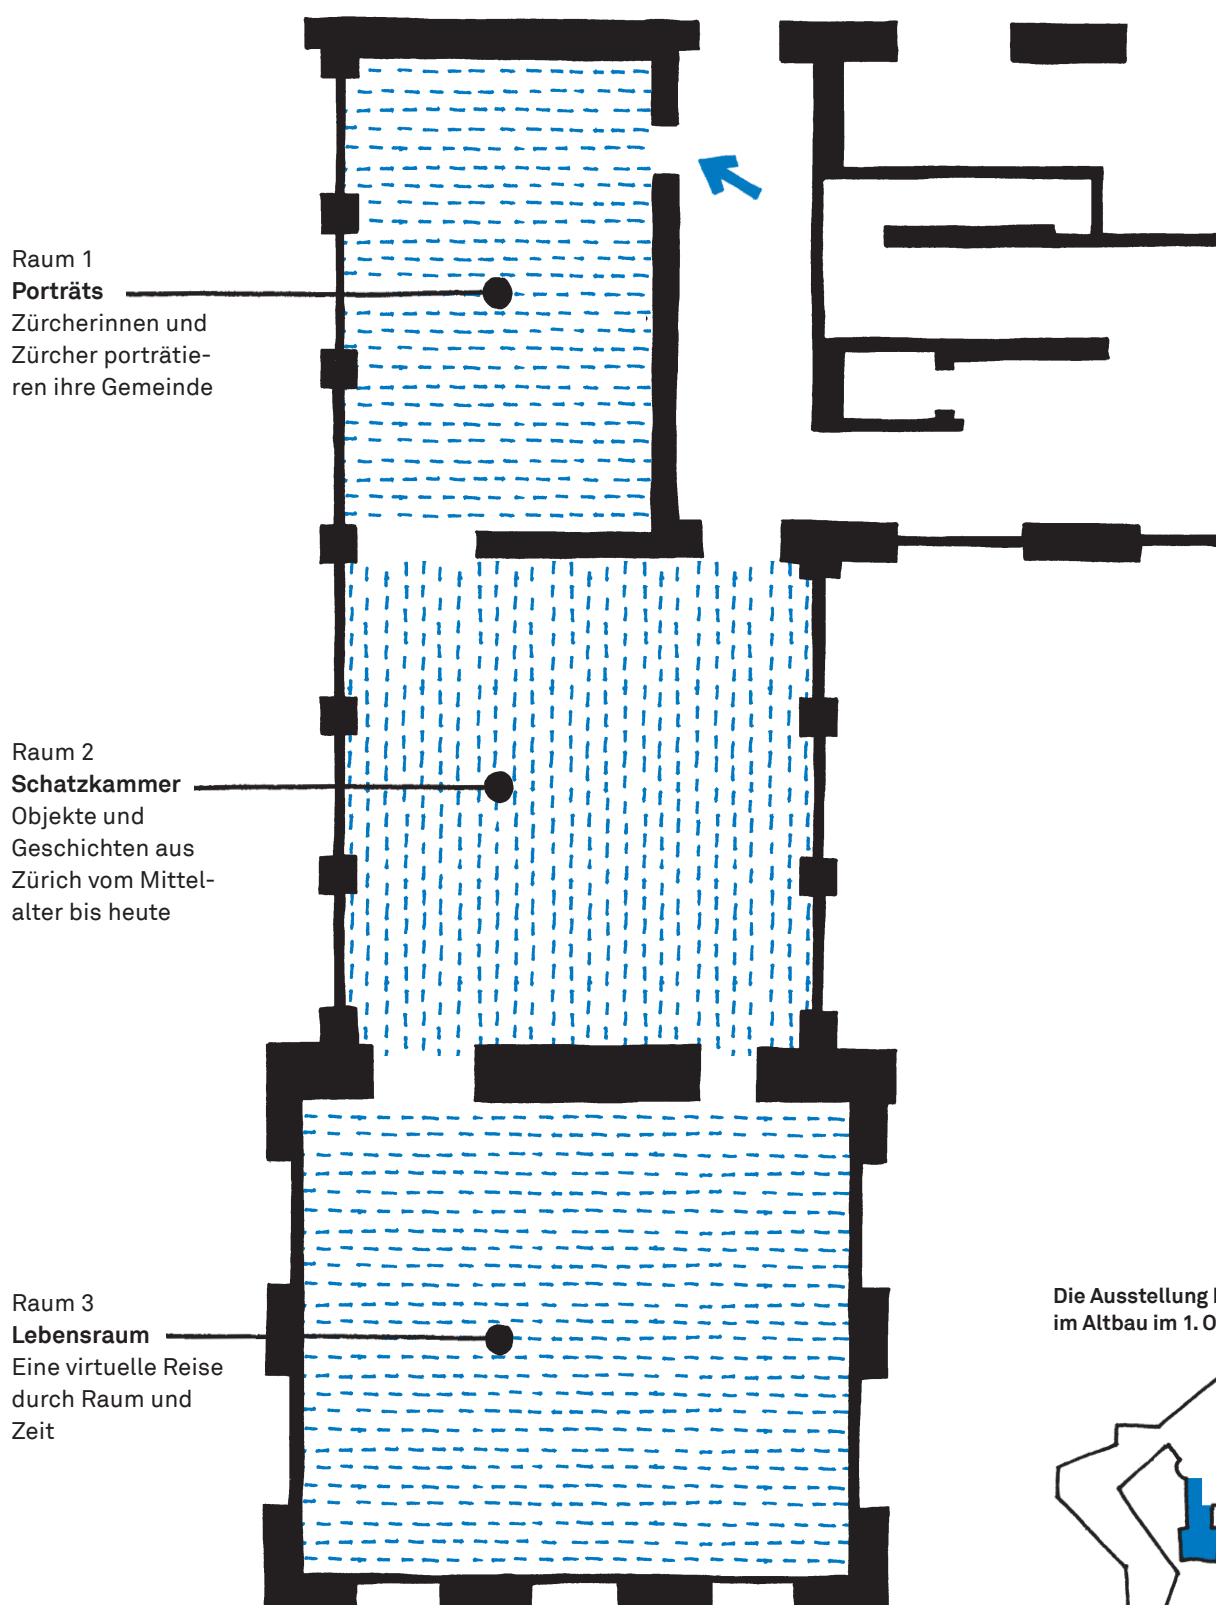 Raum 1
Porträts
Zürcherinnen und
Zürcher porträtie-
ren ihre Gemeinde
Raum 2
Schatzkammer
Objekte und
Geschichten aus
Zürich vom Mittel-
alter bis heute
Raum 3
Lebensraum
Eine virtuelle Reise
durch Raum und
Zeit
Die Ausstellung
im Altbau im 1.